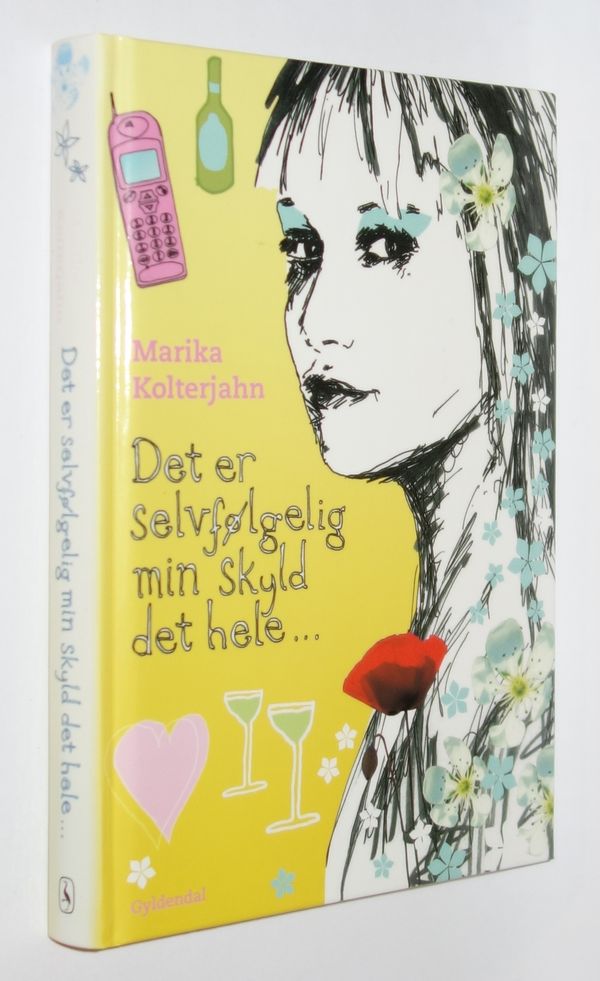 Marika
Kolterjahn
Det er
selvfølgelig
min skyld
det hele...
Gyldendal
Det er selvfølgelig min skyld det hele...